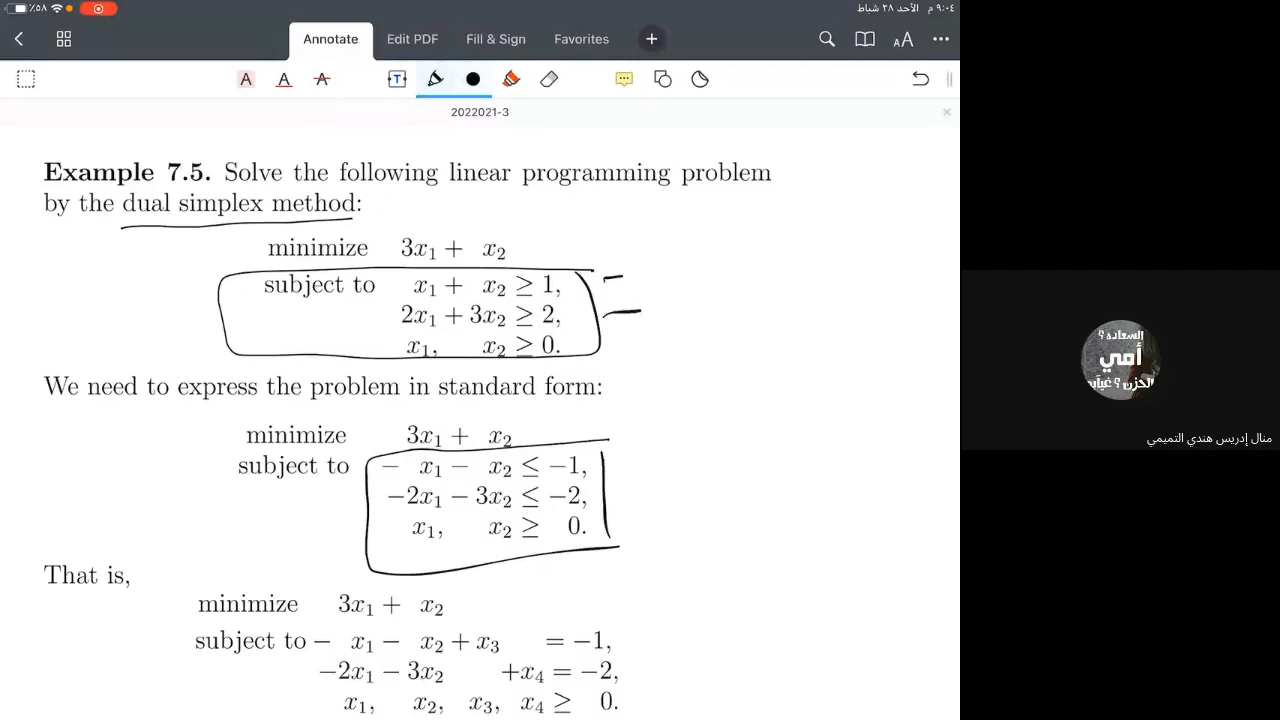 ٪٥٨ ٩:٠٤ م الأحد ٢٨ شباط
Annotate Edit PDF Fill & Sign Favorites +
AA
A A A T
2022021-3
Example 7.5. Solve the following linear programming problem
by the dual simplex method:
minimize 3x₁ + x₂
subject to x₁ + x₂ ≥ 1,
2x₁ + 3x₂ ≥ 2,
x₁, x₂ ≥ 0.
We need to express the problem in standard form:
minimize 3x₁ + x₂
subject to − x₁ − x₂ ≤ −1,
−2x₁ − 3x₂ ≤ −2,
x₁, x₂ ≥ 0.
That is,
minimize 3x₁ + x₂
subject to − x₁ − x₂ + x₃ = −1,
−2x₁ − 3x₂ +x₄ = −2,
x₁, x₂, x₃, x₄ ≥ 0.
السعاده ؟
أمي
الحزن ؟ غيابه
منال إدريس هندي التميمي